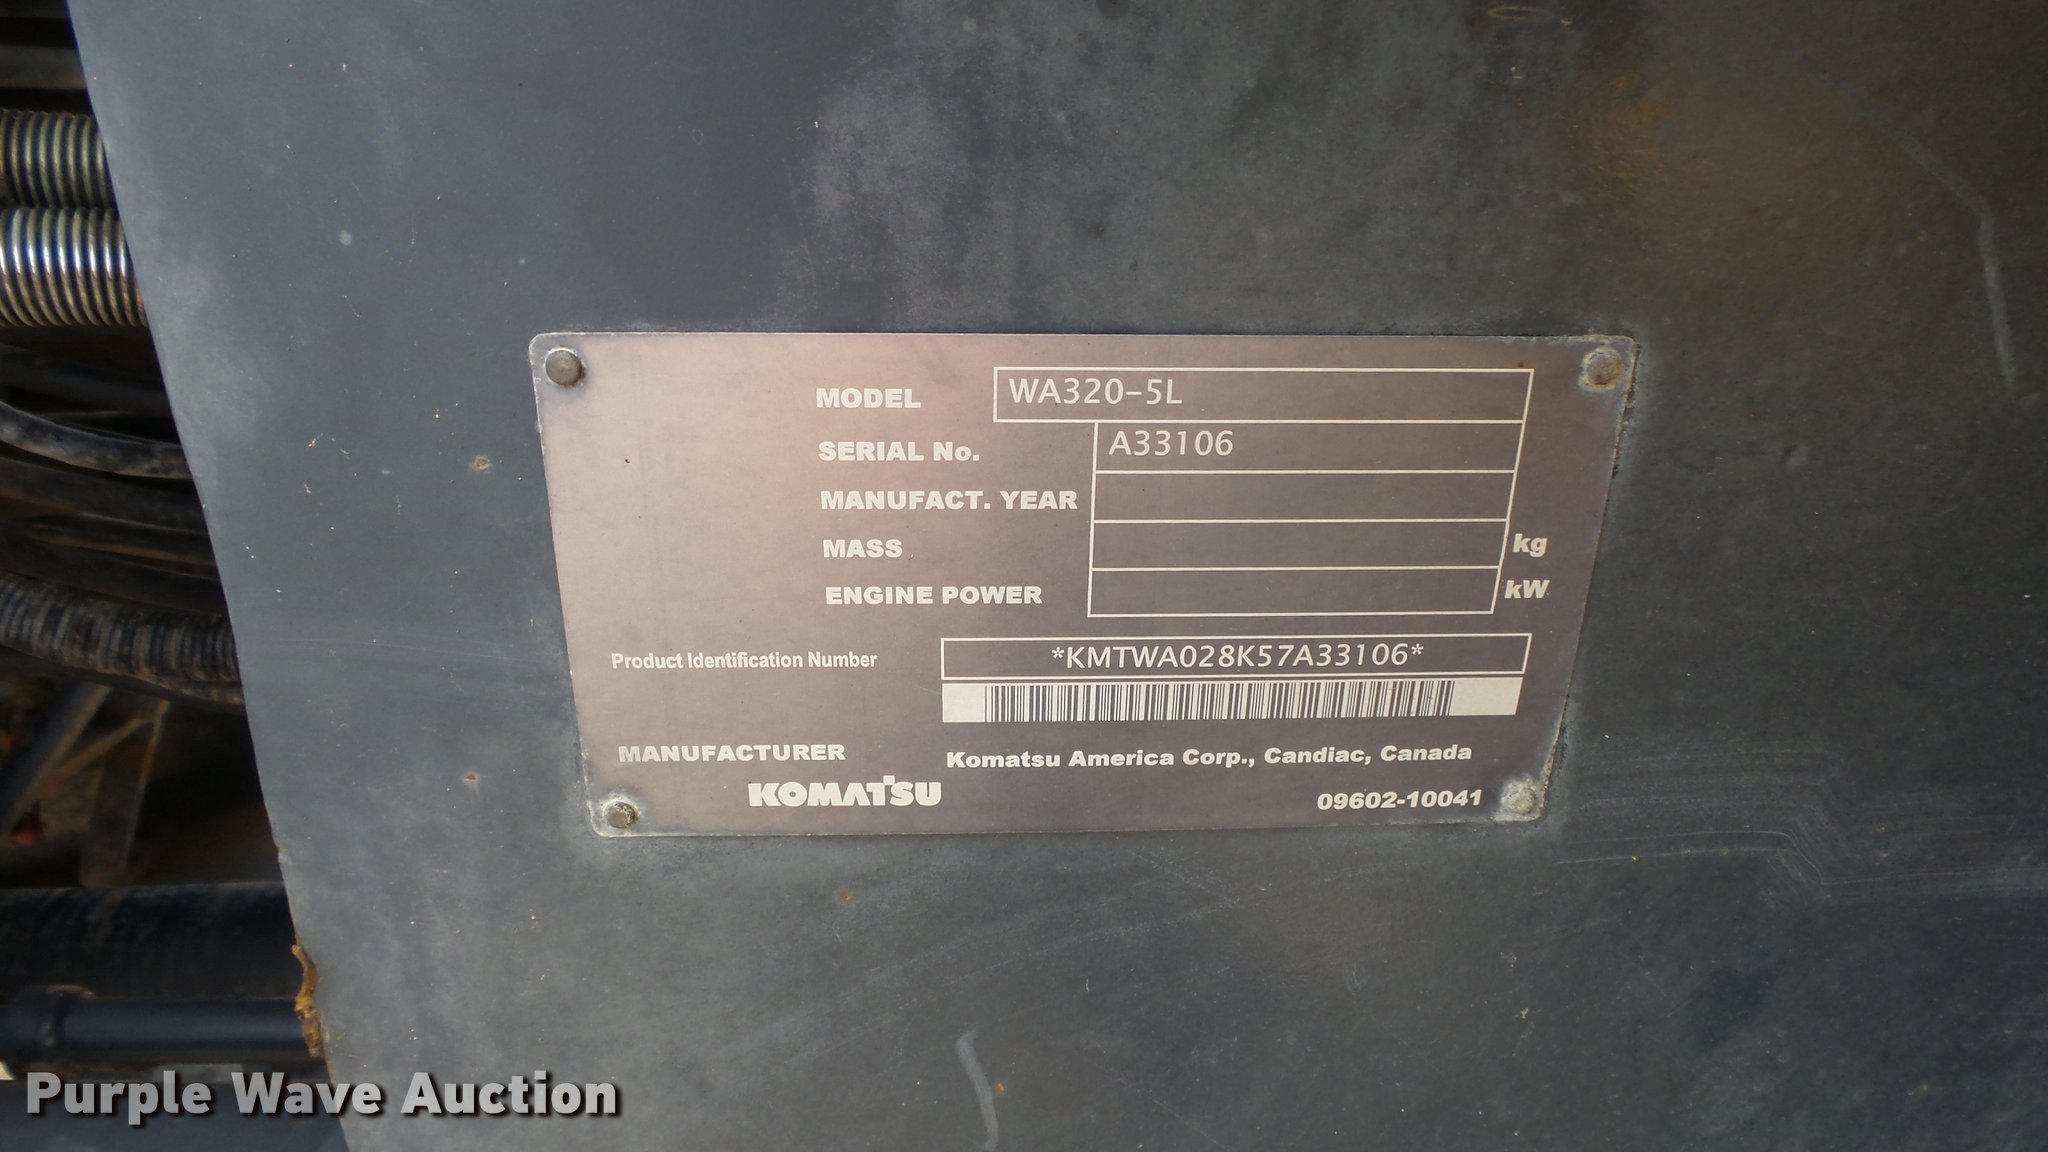 MODEL WA320-5L
SERIAL No. A33106
MANUFACT. YEAR
MASS kg
ENGINE POWER kW
Product Identification Number *KMTWA028K57A33106*
MANUFACTURER Komatsu America Corp., Candiac, Canada
KOMATSU 09602-10041
Purple Wave Auction